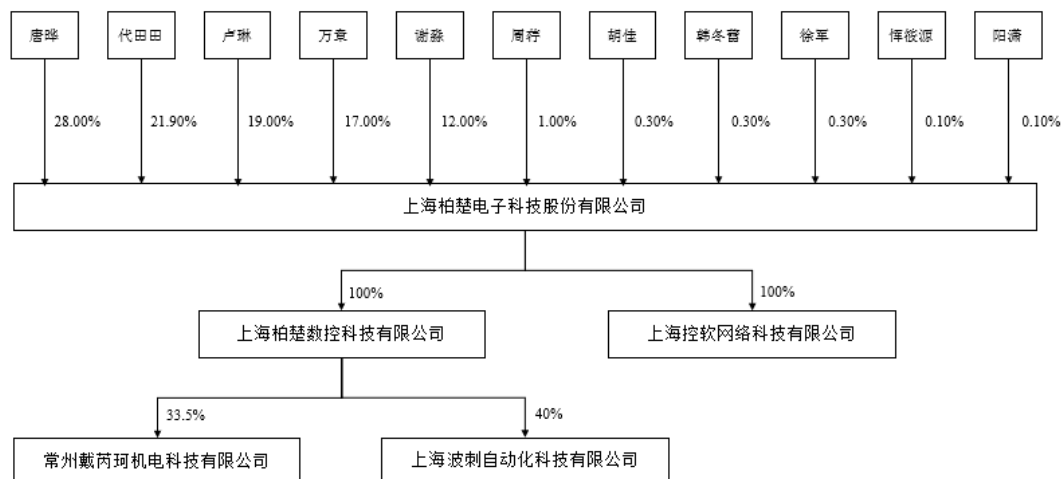 唐晔 代田田 卢琳 万章 谢淼 周荇 胡佳 韩冬蕾 徐军 恽筱源 阳潇
28.00% 21.90% 19.00% 17.00% 12.00% 1.00% 0.30% 0.30% 0.30% 0.10% 0.10%
上海柏楚电子科技股份有限公司
100% 100%
上海柏楚数控科技有限公司 上海控软网络科技有限公司
33.5% 40%
常州戴芮珂机电科技有限公司 上海波刺自动化科技有限公司